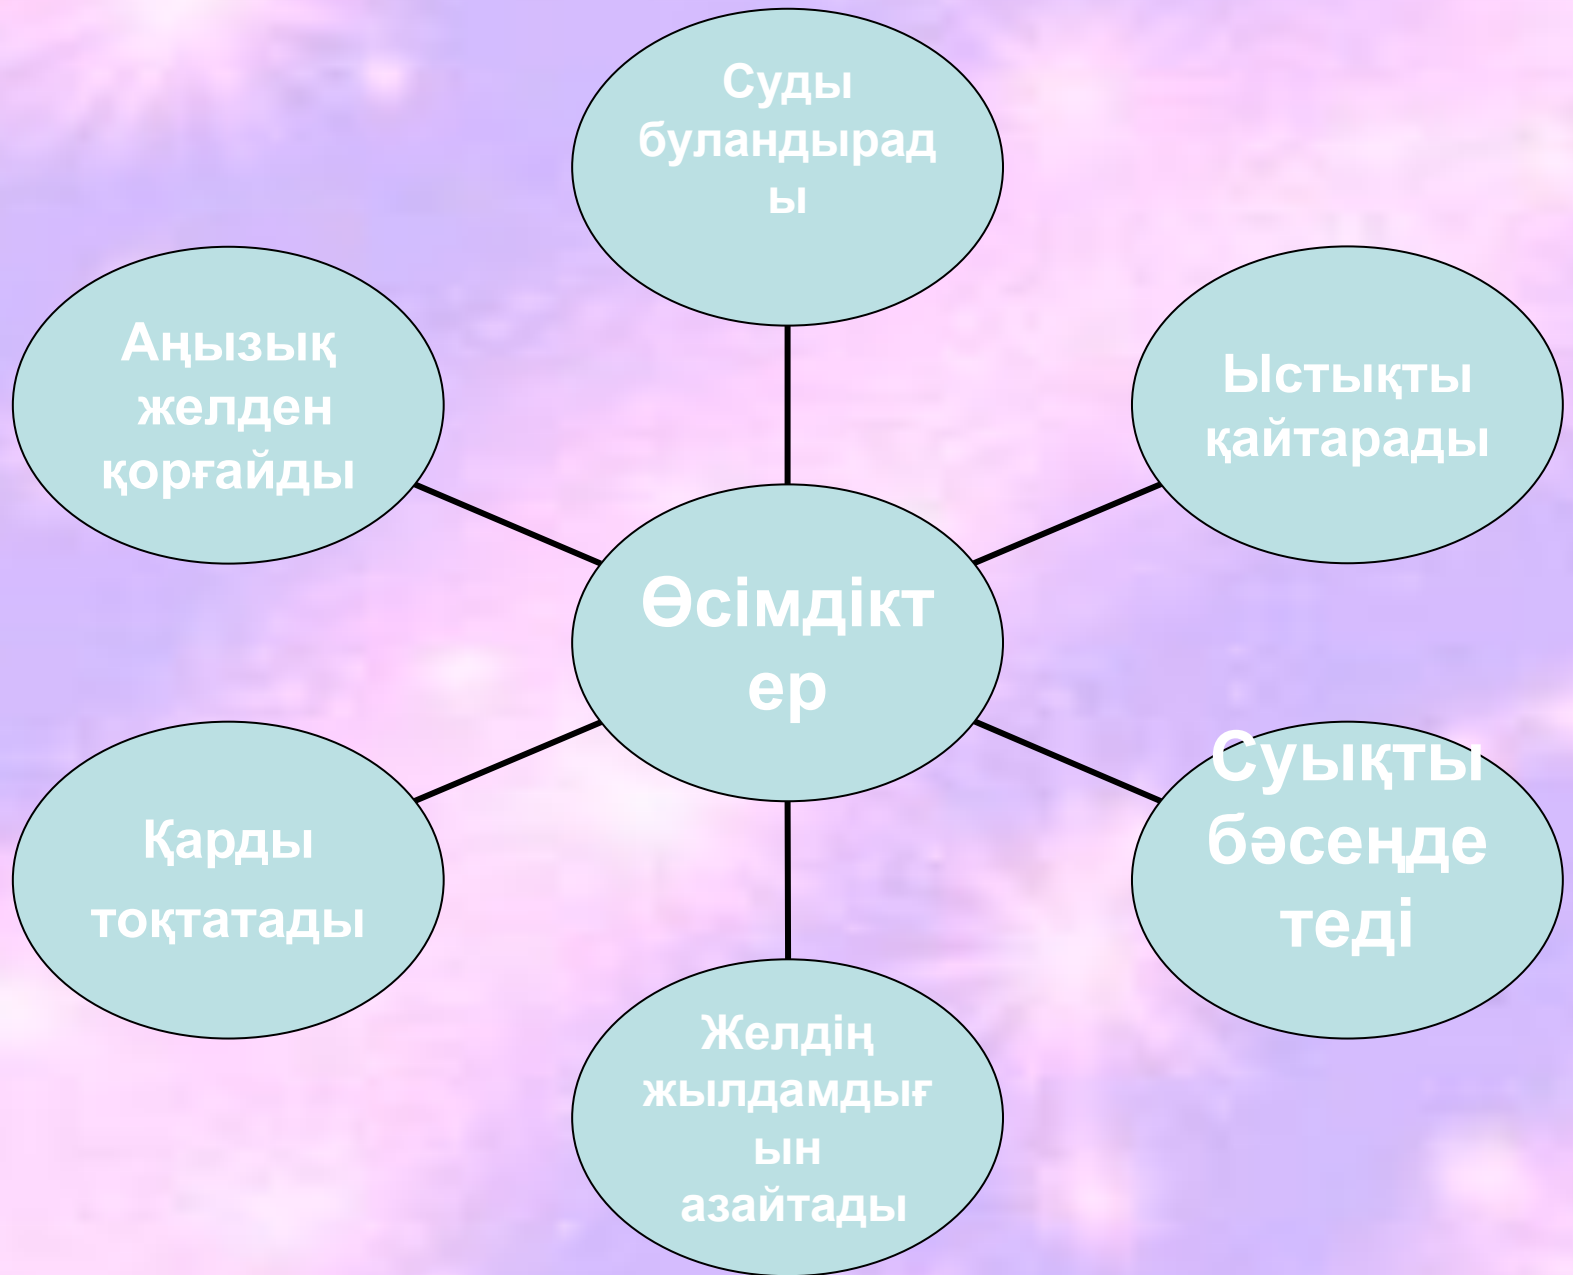 Суды
буландырад
ы
Аңызық
желден
қорғайды
Ыстықты
қайтарады
Өсімдікт
ер
Қарды
тоқтатады
Суықты
бәсеңде
теді
Желдің
жылдамдығ
ын
азайтады